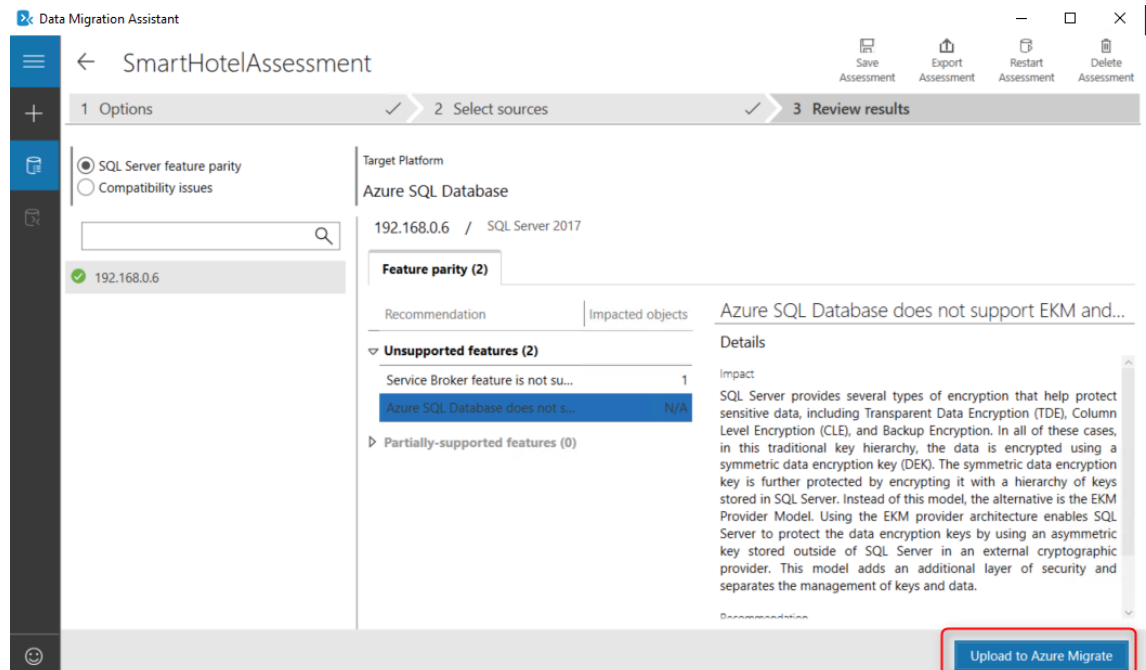 Data Migration Assistant
SmartHotelAssessment
Save
Assessment
Export
Assessment
Restart
Assessment
Delete
Assessment
1 Options
2 Select sources
3 Review results
SQL Server feature parity
Compatibility issues
192.168.0.6
Target Platform
Azure SQL Database
192.168.0.6 / SQL Server 2017
Feature parity (2)
Recommendation Impacted objects
Unsupported features (2)
Service Broker feature is not su... 1
Azure SQL Database does not s... N/A
Partially-supported features (0)
Azure SQL Database does not support EKM and...
Details
Impact
SQL Server provides several types of encryption that help protect
sensitive data, including Transparent Data Encryption (TDE), Column
Level Encryption (CLE), and Backup Encryption. In all of these cases,
in this traditional key hierarchy, the data is encrypted using a
symmetric data encryption key (DEK). The symmetric data encryption
key is further protected by encrypting it with a hierarchy of keys
stored in SQL Server. Instead of this model, the alternative is the EKM
Provider Model. Using the EKM provider architecture enables SQL
Server to protect the data encryption keys by using an asymmetric
key stored outside of SQL Server in an external cryptographic
provider. This model adds an additional layer of security and
separates the management of keys and data.
Recommendation
Upload to Azure Migrate